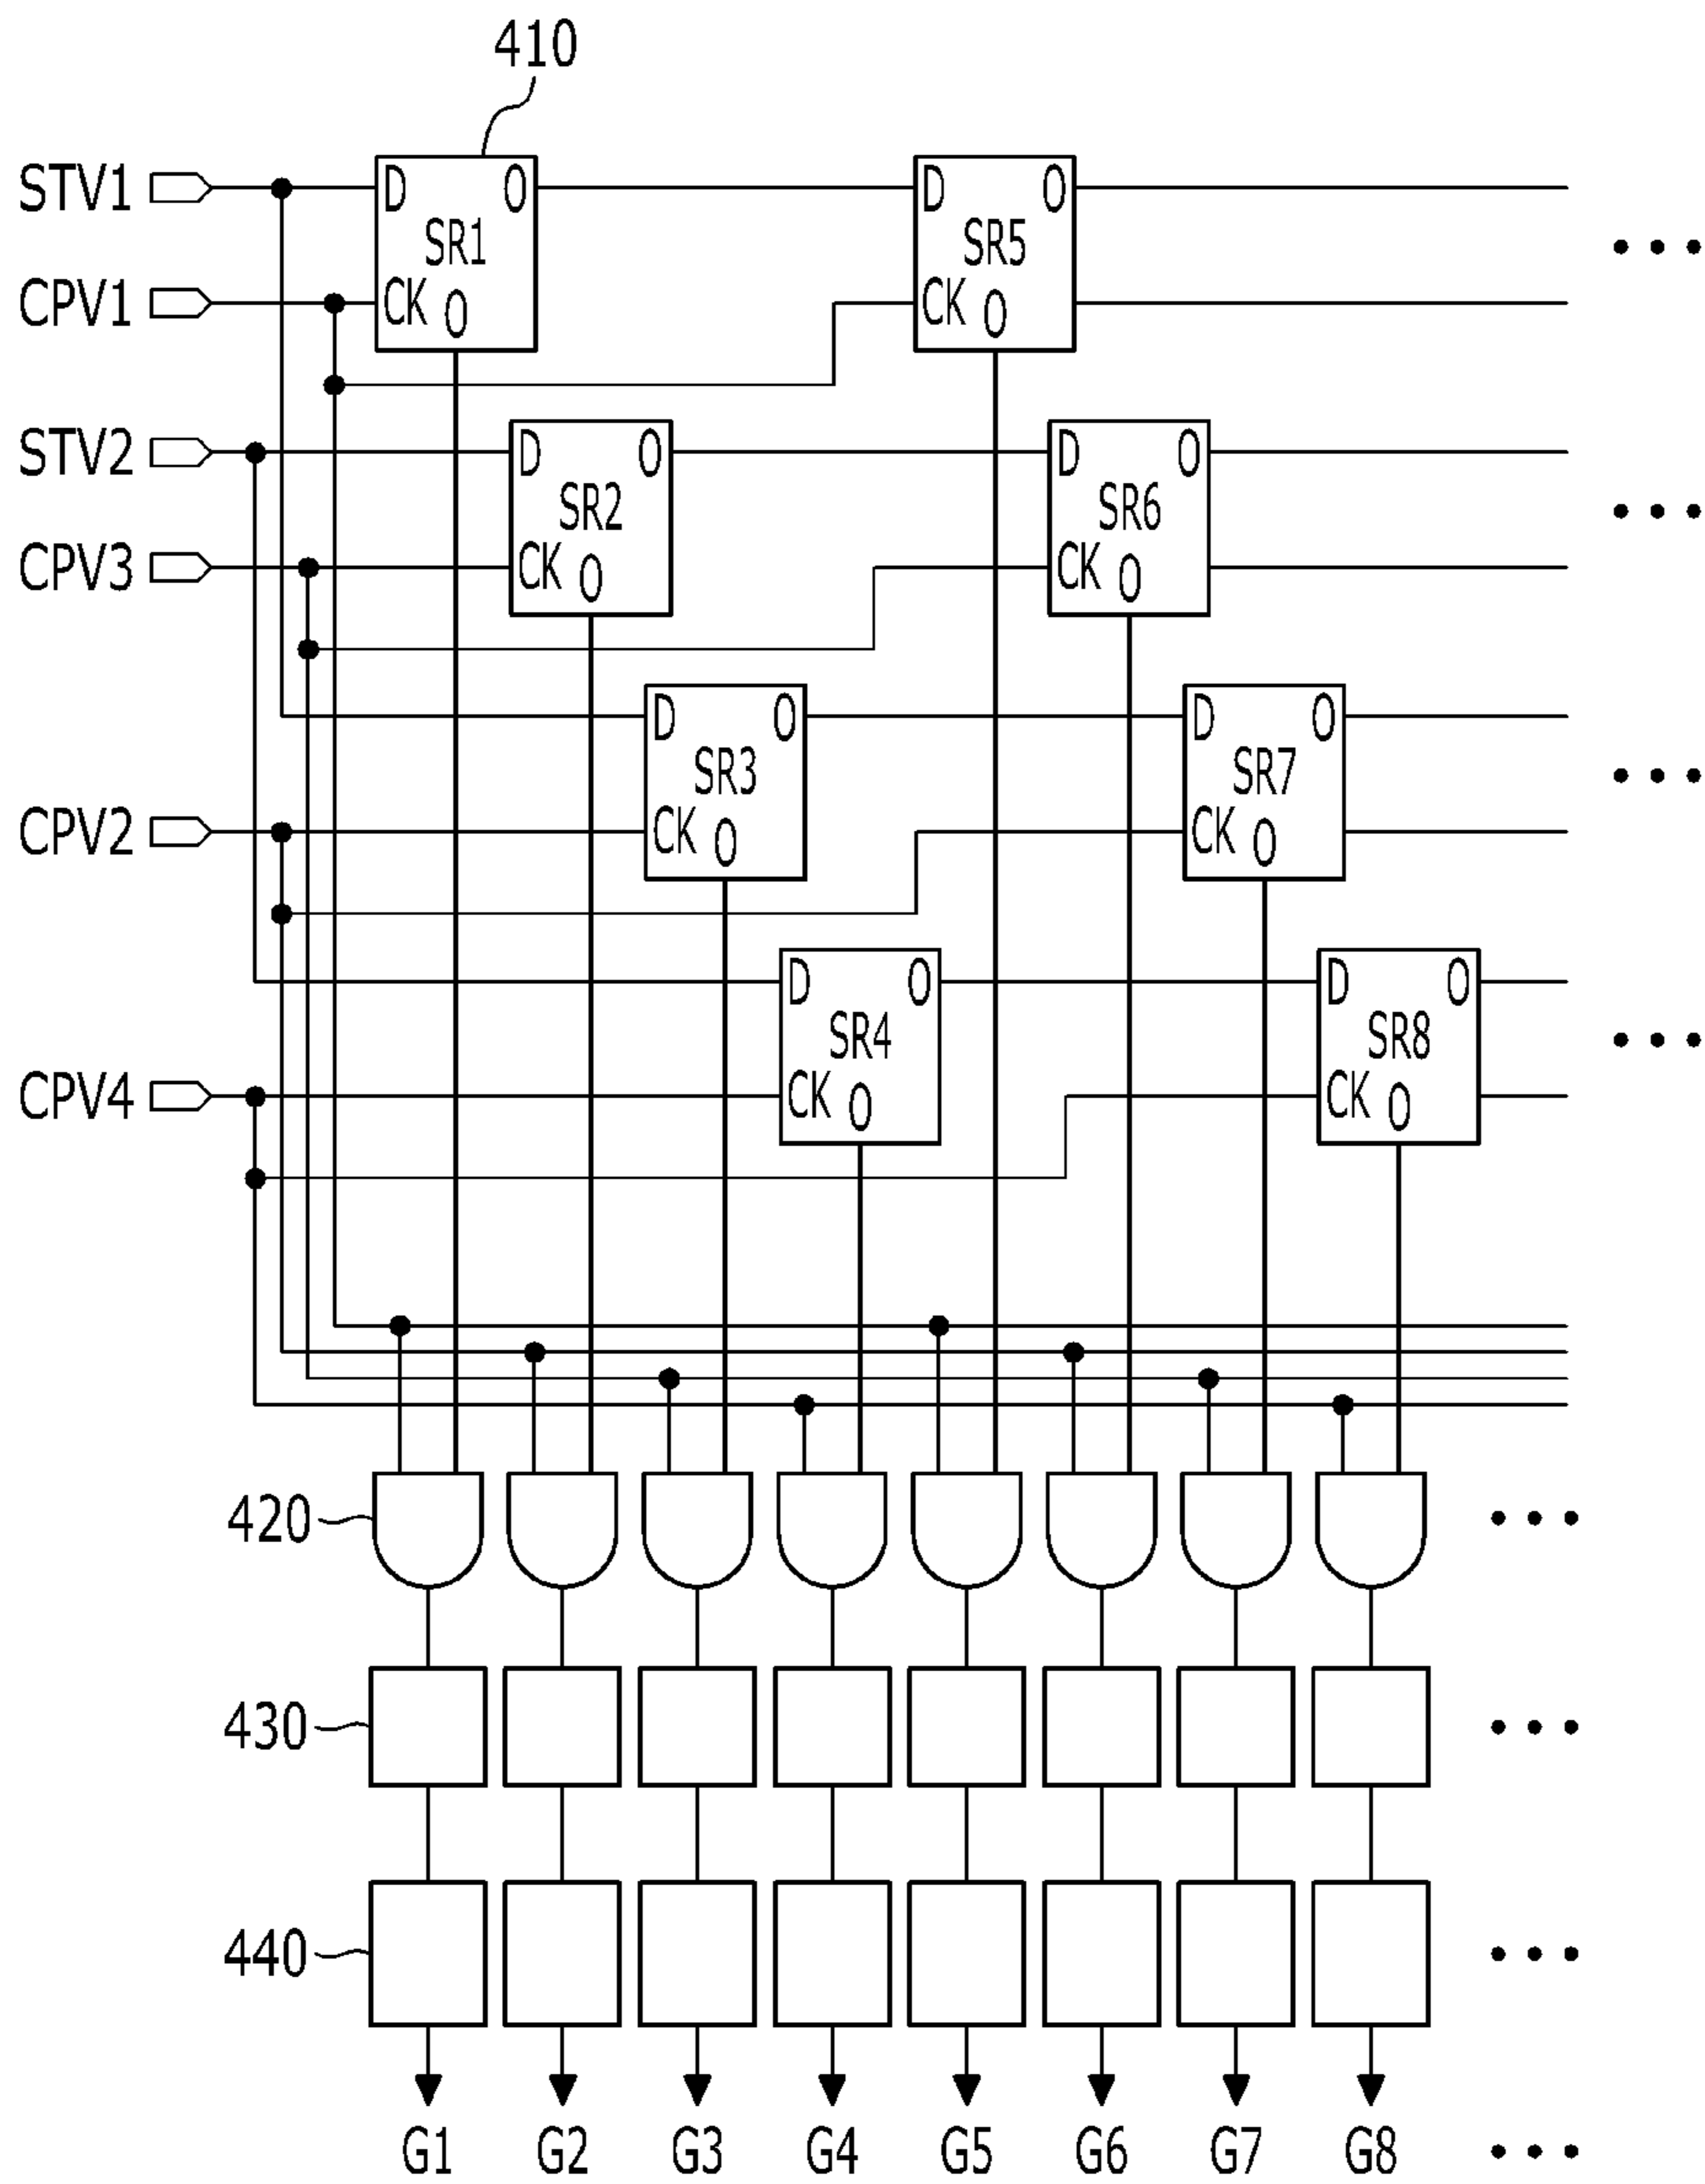 410
STV1
D O
D O
SR1
SR5
CPV1
CK O
CK O
STV2
D O
D O
SR2
SR6
CPV3
CK O
CK O
D O
D O
SR3
SR7
CPV2
CK O
CK O
D O
D O
SR4
SR8
CPV4
CK O
CK O
420
430
440
G1 G2 G3 G4 G5 G6 G7 G8